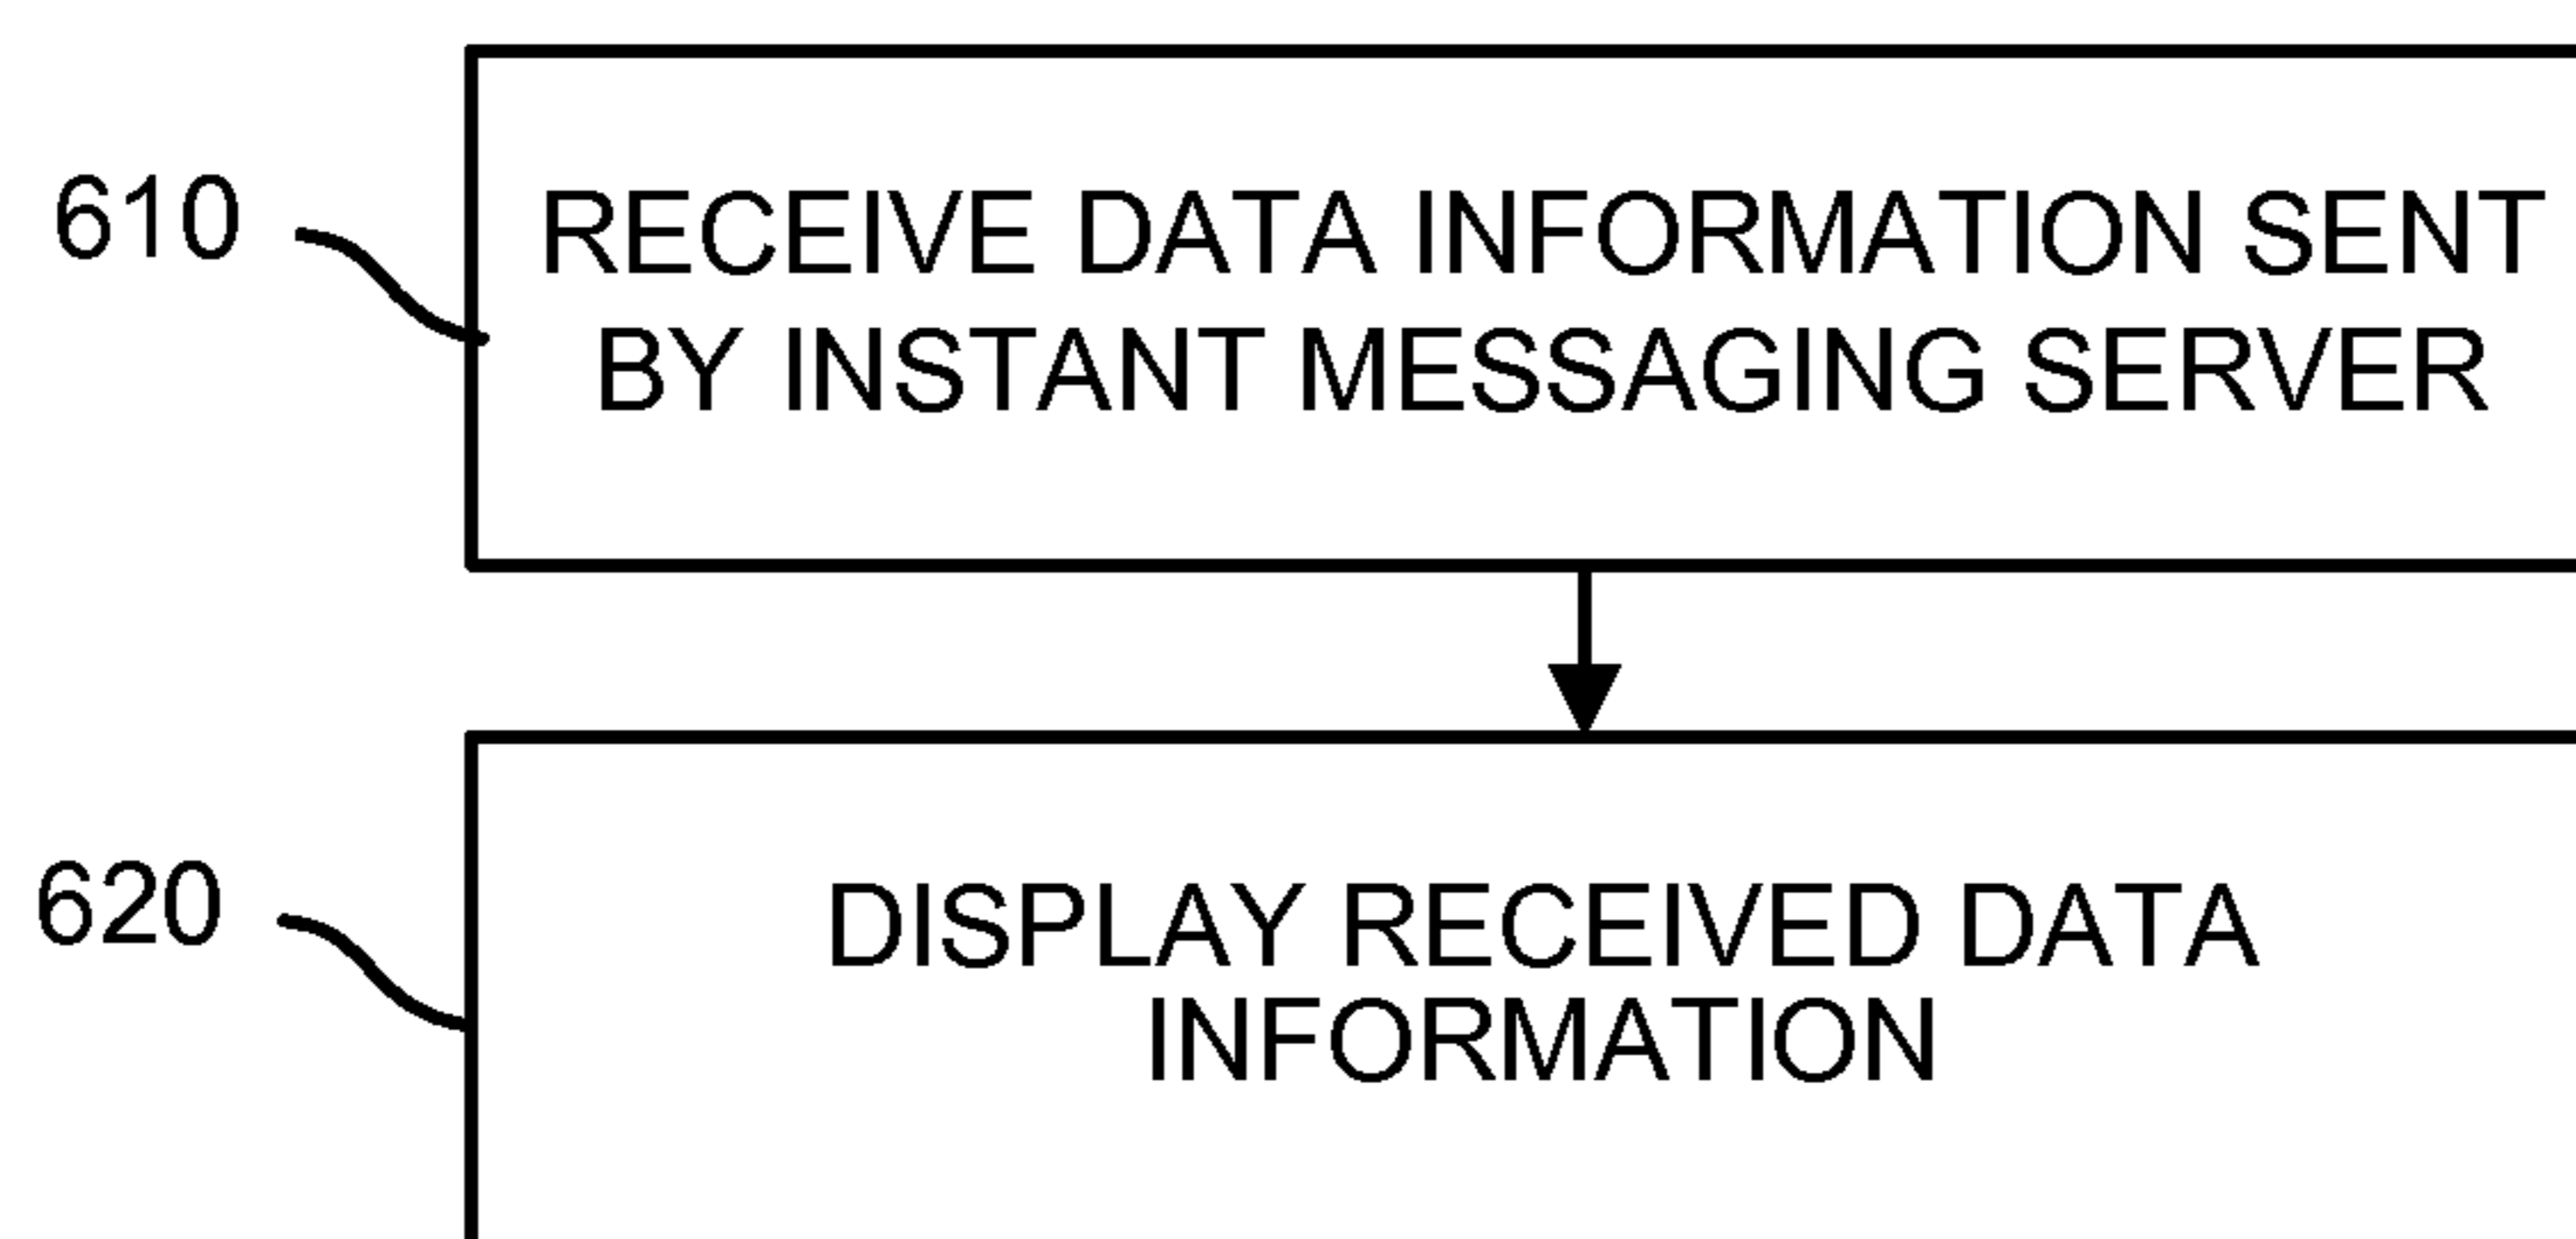 610
RECEIVE DATA INFORMATION SENT
BY INSTANT MESSAGING SERVER
620
DISPLAY RECEIVED DATA
INFORMATION